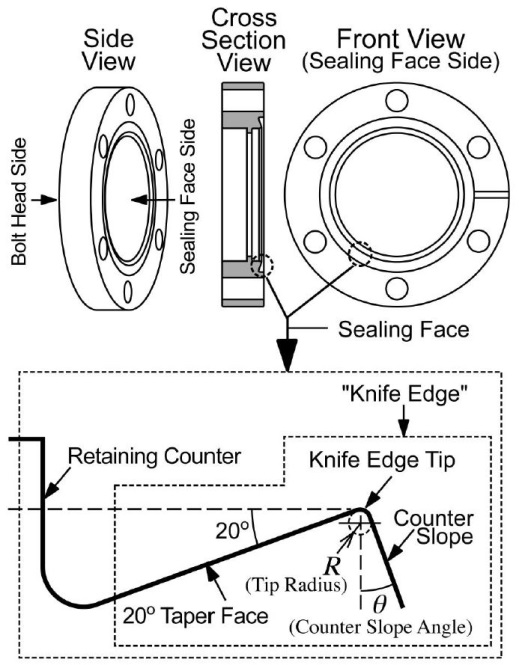 Side
View
Cross
Section
View
Front View
(Sealing Face Side)
Bolt Head Side
Sealing Face Side
Sealing Face
"Knife Edge"
Retaining Counter
Knife Edge Tip
Counter
Slope
20°
R
(Tip Radius)
θ
20° Taper Face
(Counter Slope Angle)